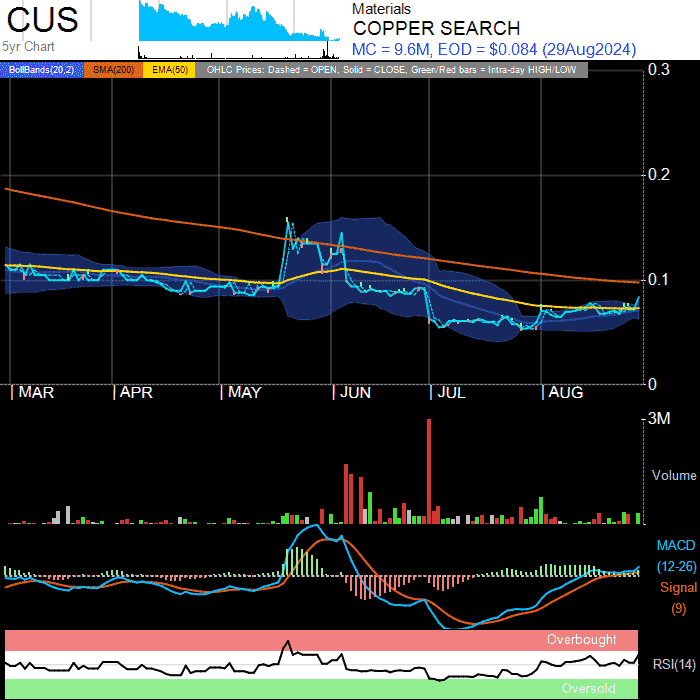 CUS
5yr Chart
Materials
COPPER SEARCH
MC = 9.6M, EOD = $0.084 (29Aug2024)
BollBands(20,2) SMA(200) EMA(50) OHLC Prices: Dashed = OPEN, Solid = CLOSE, Green/Red bars = Intra-day HIGH/LOW
0.3
0.2
0.1
0
MAR APR MAY JUN JUL AUG
3M
Volume
MACD
(12-26)
Signal
(9)
Overbought
RSI(14)
Oversold